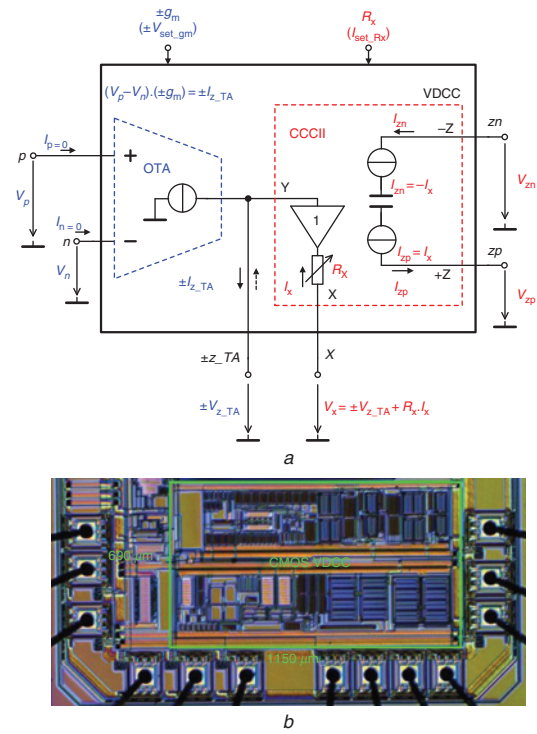 ±g_m
(±V_set_gm)
R_x
(I_set_Rx)
(V_p–V_n).(±g_m) = ±I_z_TA
VDCC
I_p=0
p
+
OTA
CCCII
I_zn
–Z
zn
Y
I_zn=–I_x
V_zn
V_p
I_n=0
n
–
1
V_n
±I_z_TA
R_X
I_x
X
I_zp=I_x
zp
+Z
I_zp
V_zp
±z_TA
X
±V_z_TA
V_x = ±V_z_TA + R_x.I_x
a
690 µm
CMOS VDCC
1150 µm
b